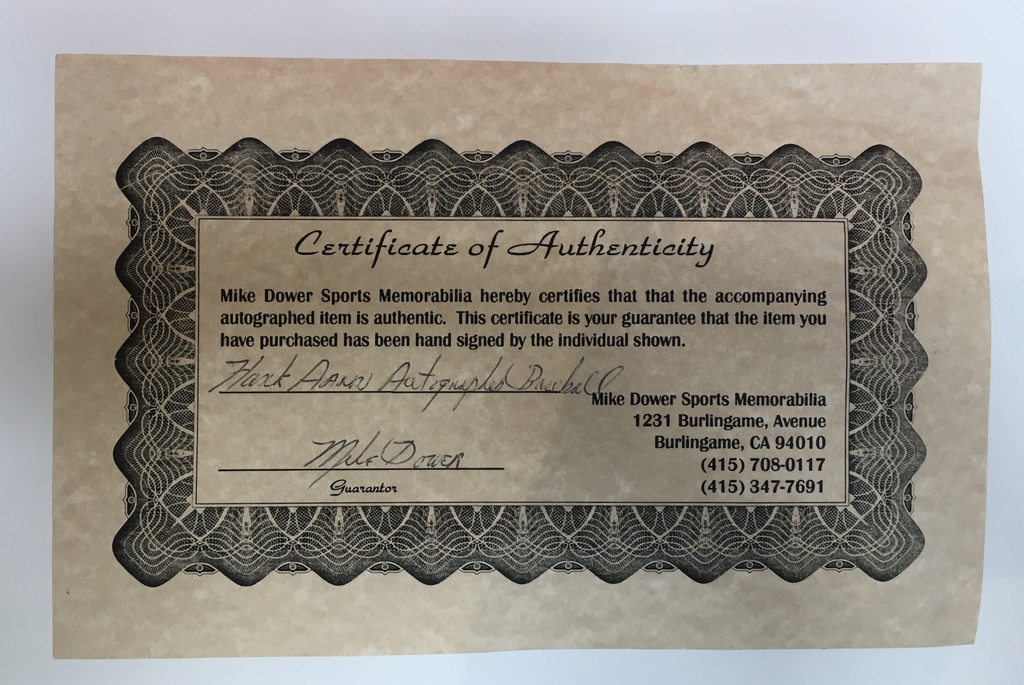 Certificate of Authenticity
Mike Dower Sports Memorabilia hereby certifies that that the accompanying
autographed item is authentic. This certificate is your guarantee that the item you
have purchased has been hand signed by the individual shown.
Hank Aaron Autographed Baseball
Mike Dower Sports Memorabilia
1231 Burlingame, Avenue
Burlingame, CA 94010
(415) 708-0117
(415) 347-7691
Mike Dower
Guarantor